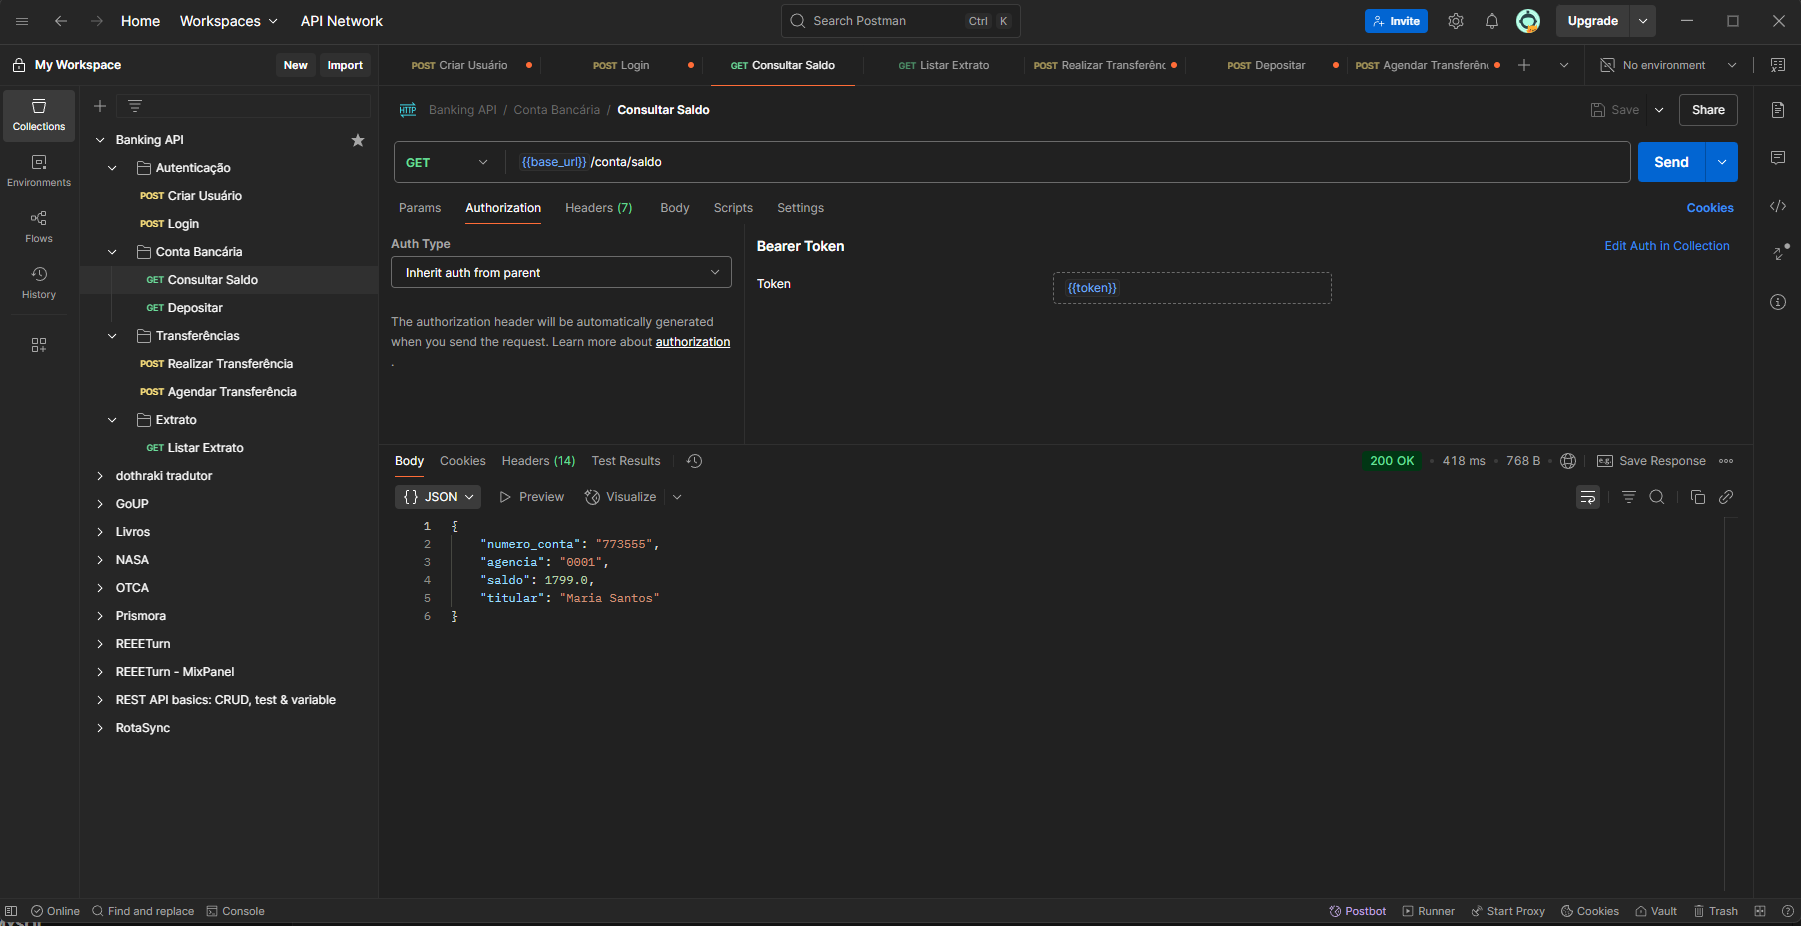 Home Workspaces API Network Search Postman Ctrl K Invite Upgrade
My Workspace New Import
POST Criar Usuário POST Login GET Consultar Saldo GET Listar Extrato POST Realizar Transferênc POST Depositar POST Agendar Transferên No environment
Collections
Environments
Flows
History
Banking API
Autenticação
POST Criar Usuário
POST Login
Conta Bancária
GET Consultar Saldo
GET Depositar
Transferências
POST Realizar Transferência
POST Agendar Transferência
Extrato
GET Listar Extrato
dothraki tradutor
GoUP
Livros
NASA
OTCA
Prismora
REEETurn
REEETurn - MixPanel
REST API basics: CRUD, test & variable
RotaSync
HTTP Banking API / Conta Bancária / Consultar Saldo Save Share
GET {{base_url}} /conta/saldo Send
Params Authorization Headers (7) Body Scripts Settings Cookies
Auth Type
Inherit auth from parent
The authorization header will be automatically generated
when you send the request. Learn more about authorization
.
Bearer Token Edit Auth in Collection
Token {{token}}
Body Cookies Headers (14) Test Results 200 OK • 418 ms • 768 B • e.g. Save Response
{} JSON Preview Visualize
1 {
2 "numero_conta": "773555",
3 "agencia": "0001",
4 "saldo": 1799.0,
5 "titular": "Maria Santos"
6 }
Online Find and replace Console Postbot Runner Start Proxy Cookies Vault Trash